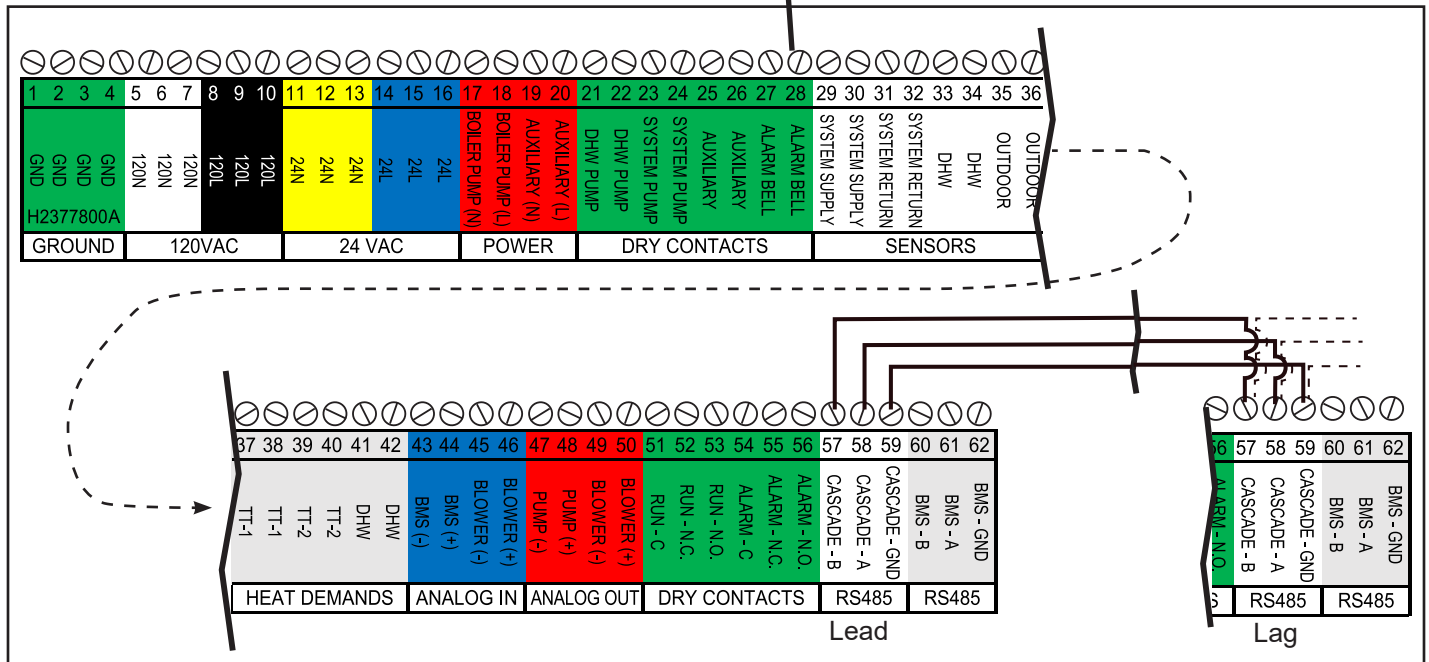 1 2 3 4 5 6 7 8 9 10 11 12 13 14 15 16 17 18 19 20 21 22 23 24 25 26 27 28 29 30 31 32 33 34 35 36
GND GND GND GND 120N 120N 120N 120L 120L 120L 24N 24N 24N 24L 24L 24L BOILER PUMP (N) BOILER PUMP (L) AUXILIARY (N) AUXILIARY (L) DHW PUMP DHW PUMP SYSTEM PUMP SYSTEM PUMP AUXILIARY AUXILIARY ALARM BELL ALARM BELL SYSTEM SUPPLY SYSTEM SUPPLY SYSTEM RETURN SYSTEM RETURN DHW DHW OUTDOOR OUTDOOR
H2377800A
GROUND 120VAC 24 VAC POWER DRY CONTACTS SENSORS
37 38 39 40 41 42 43 44 45 46 47 48 49 50 51 52 53 54 55 56 57 58 59 60 61 62
TT-1 TT-1 TT-2 TT-2 DHW DHW BMS (-) BMS (+) BLOWER (-) BLOWER (+) PUMP (-) PUMP (+) BLOWER (-) BLOWER (+) RUN - C RUN - N.C. RUN - N.O. ALARM - C ALARM - N.C. ALARM - N.O. CASCADE - B CASCADE - A CASCADE - GND BMS - B BMS - A BMS - GND
HEAT DEMANDS ANALOG IN ANALOG OUT DRY CONTACTS RS485 RS485
Lead
56 57 58 59 60 61 62
ALARM - N.O. CASCADE - B CASCADE - A CASCADE - GND BMS - B BMS - A BMS - GND
S RS485 RS485
Lag